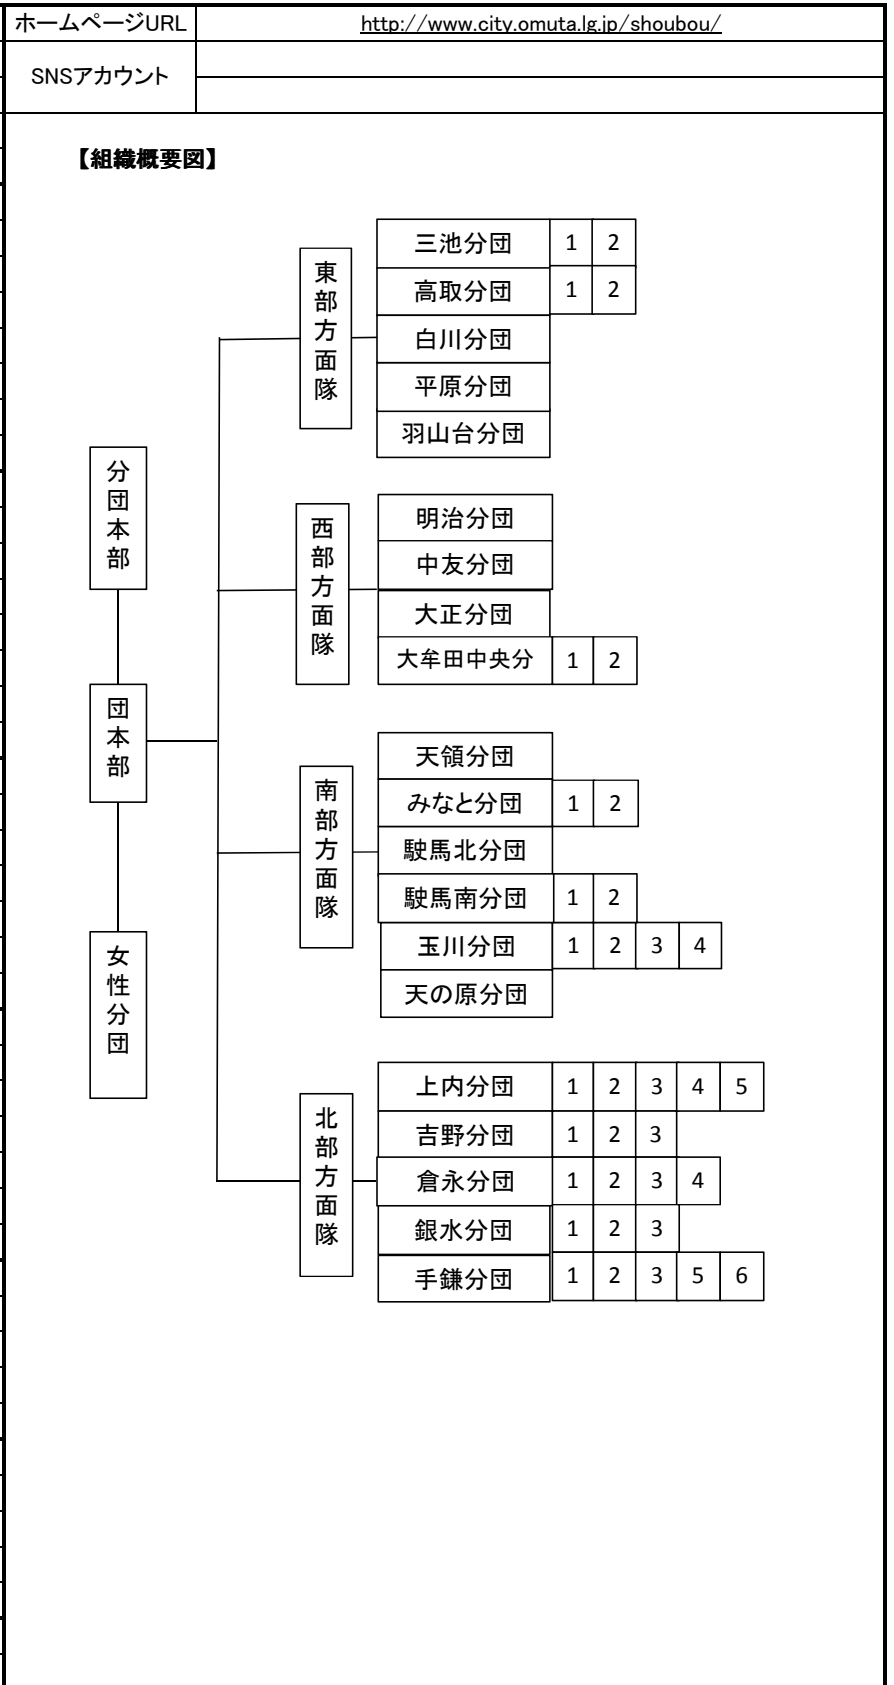 ホームページURL http://www.city.omuta.lg.jp/shoubou/
SNSアカウント
【組織概要図】
分団本部
団本部
女性分団
東部方面隊
三池分団 1 2
高取分団 1 2
白川分団
平原分団
羽山台分団
西部方面隊
明治分団
中友分団
大正分団
大牟田中央分 1 2
南部方面隊
天領分団
みなと分団 1 2
駛馬北分団
駛馬南分団 1 2
玉川分団 1 2 3 4
天の原分団
北部方面隊
上内分団 1 2 3 4 5
吉野分団 1 2 3
倉永分団 1 2 3 4
銀水分団 1 2 3
手鎌分団 1 2 3 5 6